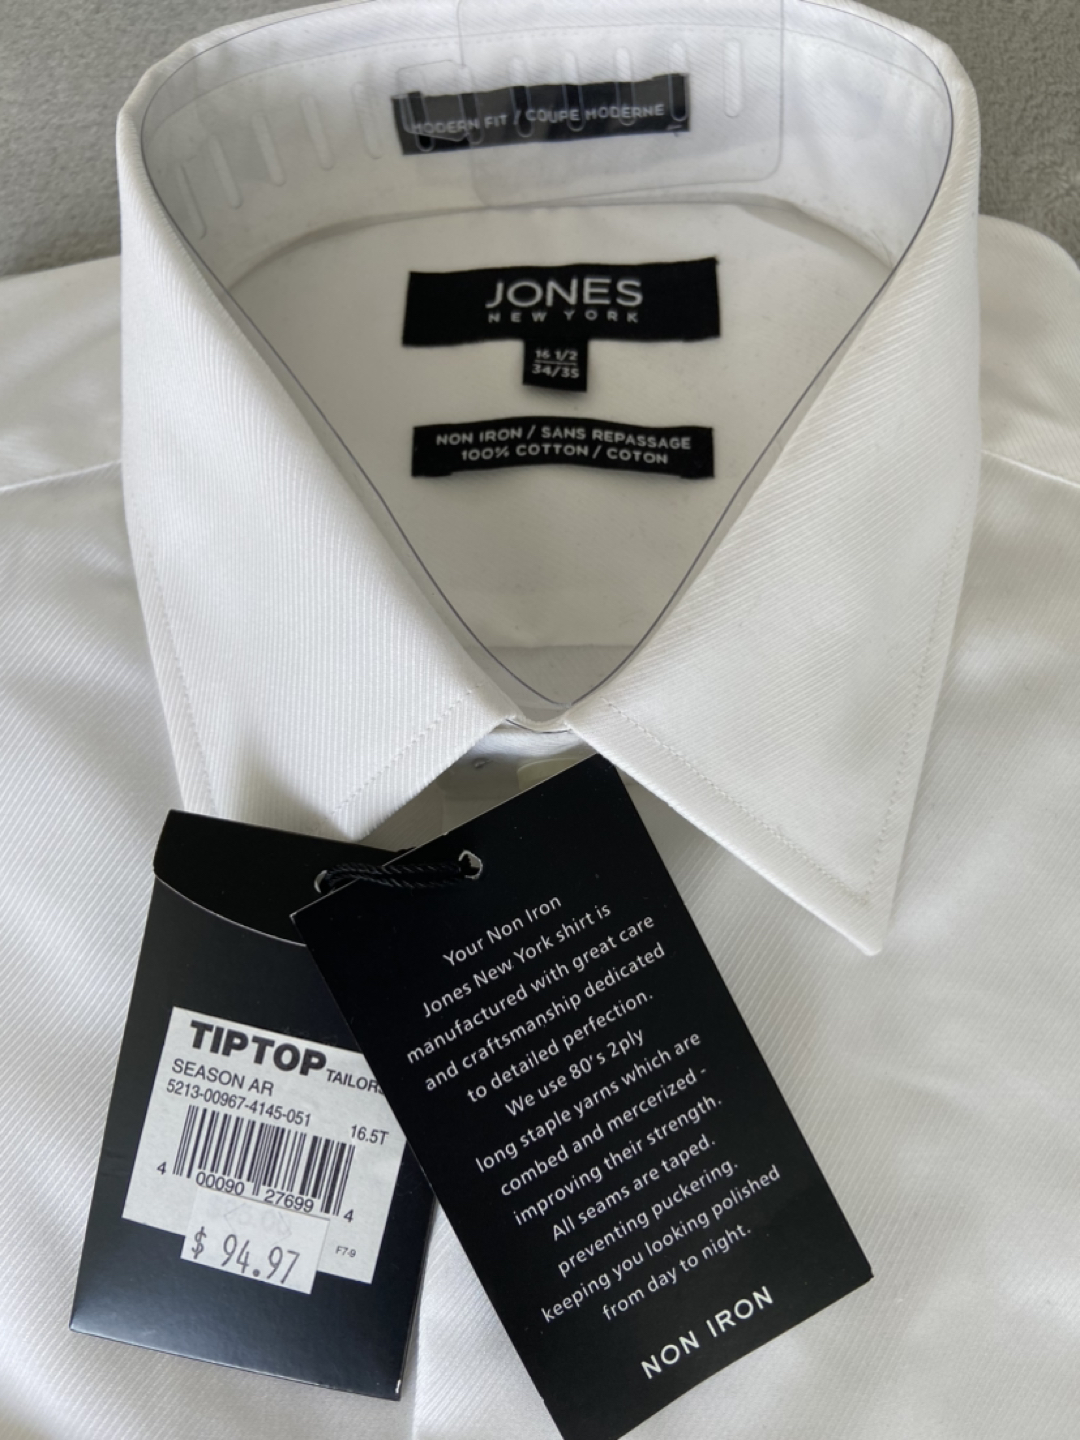 MODERN FIT / COUPE MODERNE
JONES
NEW YORK
16 1/2
34/35
NON IRON / SANS REPASSAGE
100% COTTON / COTON
Your Non Iron
Jones New York shirt is
manufactured with great care
and craftsmanship dedicated
to detailed perfection.
We use 80's 2ply
long staple yarns which are
combed and mercerized -
improving their strength.
All seams are taped.
preventing puckering.
keeping you looking polished
from day to night.
NON IRON
TIPTOP TAILORS
SEASON AR
5213-00967-4145-051
16.5T
4 00090 27699 4
$ 94.97
F7-9